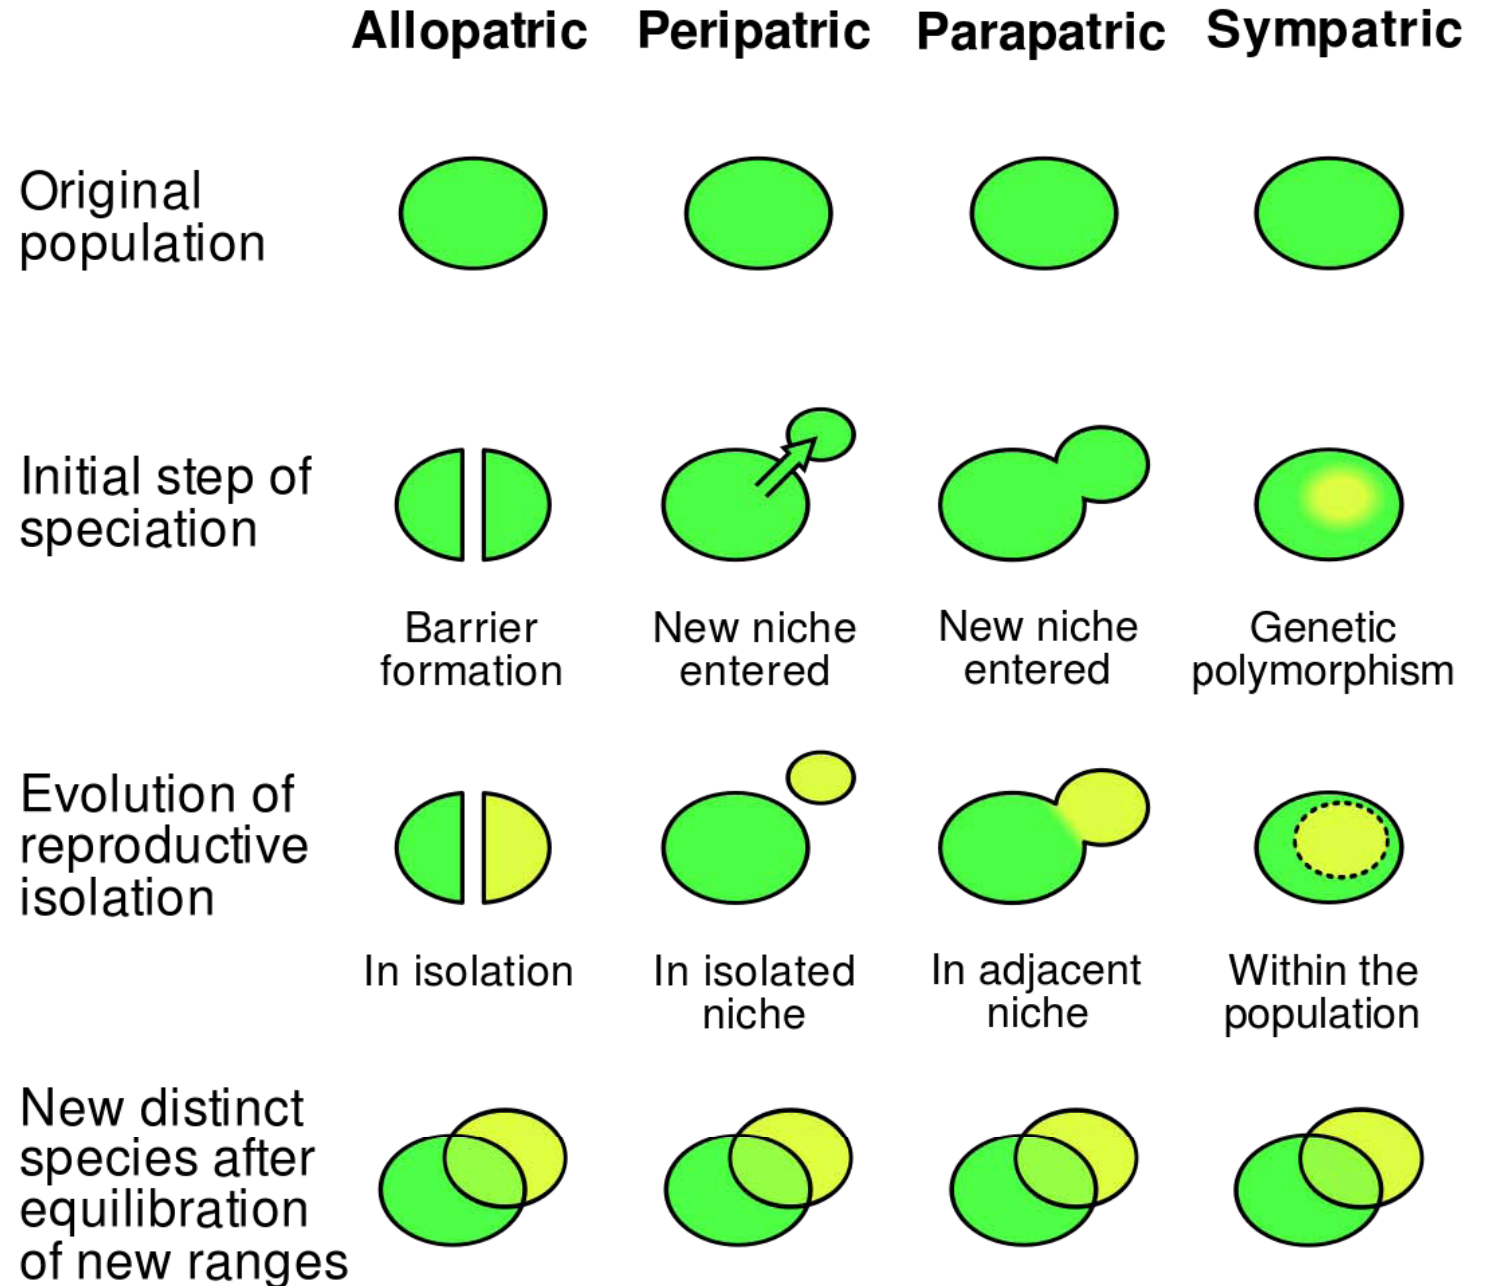 Allopatric Peripatric Parapatric Sympatric
Original
population
Initial step of
speciation
Barrier
formation
New niche
entered
New niche
entered
Genetic
polymorphism
Evolution of
reproductive
isolation
In isolation
In isolated
niche
In adjacent
niche
Within the
population
New distinct
species after
equilibration
of new ranges